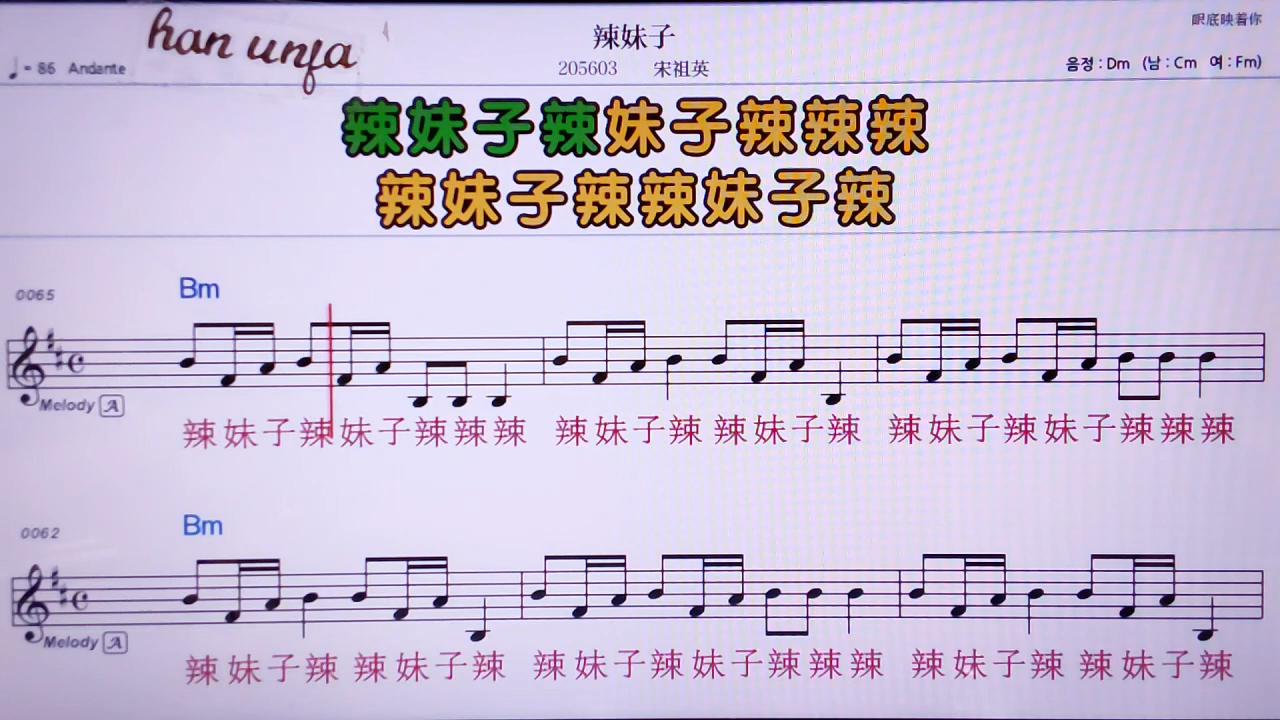 han unfa
辣妹子
眼底映着你
♩= 86 Andante
205603 宋祖英
음정 : Dm (남 : Cm 여 : Fm)
辣妹子辣妹子辣辣辣
辣妹子辣辣妹子辣
0065 Bm
Melody A
辣妹子辣妹子辣辣辣 辣妹子辣 辣妹子辣 辣妹子辣妹子辣辣辣
0062 Bm
Melody A
辣妹子辣 辣妹子辣 辣妹子辣妹子辣辣辣 辣妹子辣 辣妹子辣